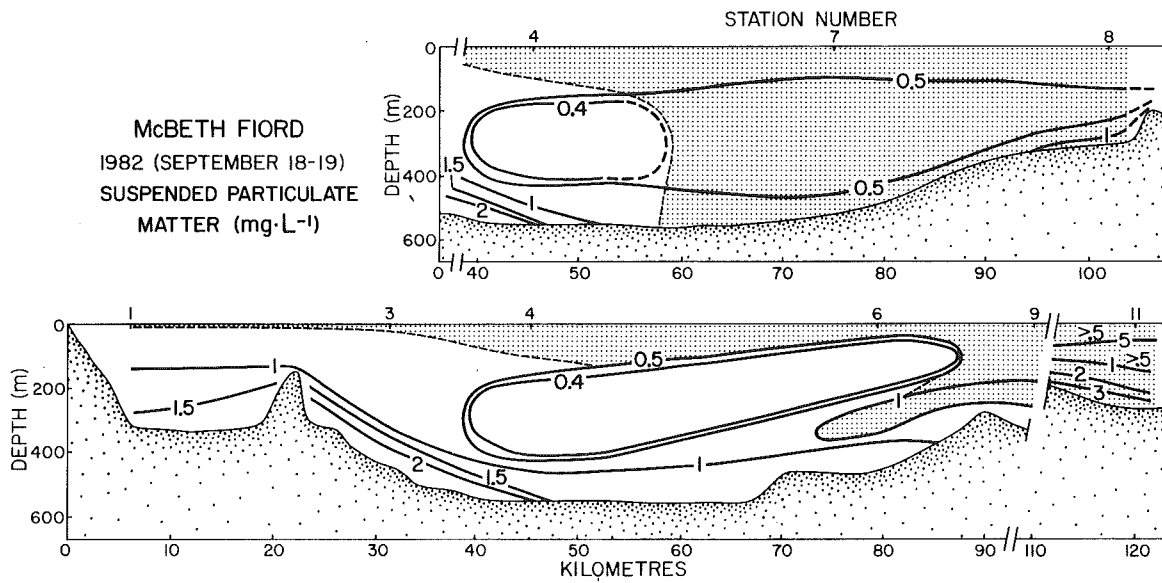 STATION NUMBER
4 7 8
McBETH FIORD
1982 (SEPTEMBER 18-19)
SUSPENDED PARTICULATE
MATTER (mg·L-1)
DEPTH (m)
0
200
400
600
0.5
0.4
1.5
1
2
0.5
1
0 40 50 60 70 80 90 100
1 3 4 6 9 11
DEPTH (m)
0
200
400
600
1
1.5
2
1.5
0.5
0.4
1
1
>.5
5
1 >.5
2
3
0 10 20 30 40 50 60 70 80 90 110 120
KILOMETRES